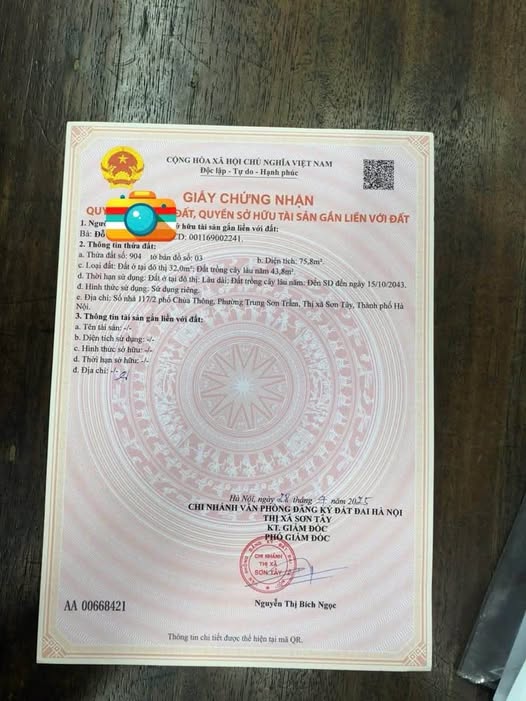 CỘNG HÒA XÃ HỘI CHỦ NGHĨA VIỆT NAM
Độc lập - Tự do - Hạnh phúc
GIẤY CHỨNG NHẬN
QUY ĐẤT, QUYỀN SỞ HỮU TÀI SẢN GẮN LIỀN VỚI ĐẤT
1. Ngườ ở hữu tài sản gắn liền với đất:
Bà: Đỗ CD: 001169002241.
2. Thông tin thửa đất:
a. Thửa đất số: 904 tờ bản đồ số: 03 b. Diện tích: 75,8m².
c. Loại đất: Đất ở tại đô thị 32,0m²; Đất trồng cây lâu năm 43,8m².
d. Thời hạn sử dụng: Đất ở tại đô thị: Lâu dài; Đất trồng cây lâu năm: Đến SD đến ngày 15/10/2043.
đ. Hình thức sử dụng: Sử dụng riêng.
e. Địa chỉ: Số nhà 117/2 phố Chùa Thông, Phường Trung Sơn Trầm, Thị xã Sơn Tây, Thành phố Hà
Nội.
3. Thông tin tài sản gắn liền với đất:
a. Tên tài sản: -/-
b. Diện tích sử dụng: -/-
c. Hình thức sở hữu: -/-
d. Thời hạn sở hữu: -/-
đ. Địa chỉ: -/-
Hà Nội, ngày 28 tháng 4 năm 2025
CHI NHÁNH VĂN PHÒNG ĐĂNG KÝ ĐẤT ĐAI HÀ NỘI
THỊ XÃ SƠN TÂY
KT. GIÁM ĐỐC
PHÓ GIÁM ĐỐC
CHI NHÁNH
THỊ XÃ
SƠN TÂY
Nguyễn Thị Bích Ngọc
AA 00668421
Thông tin chi tiết được thể hiện tại mã QR.